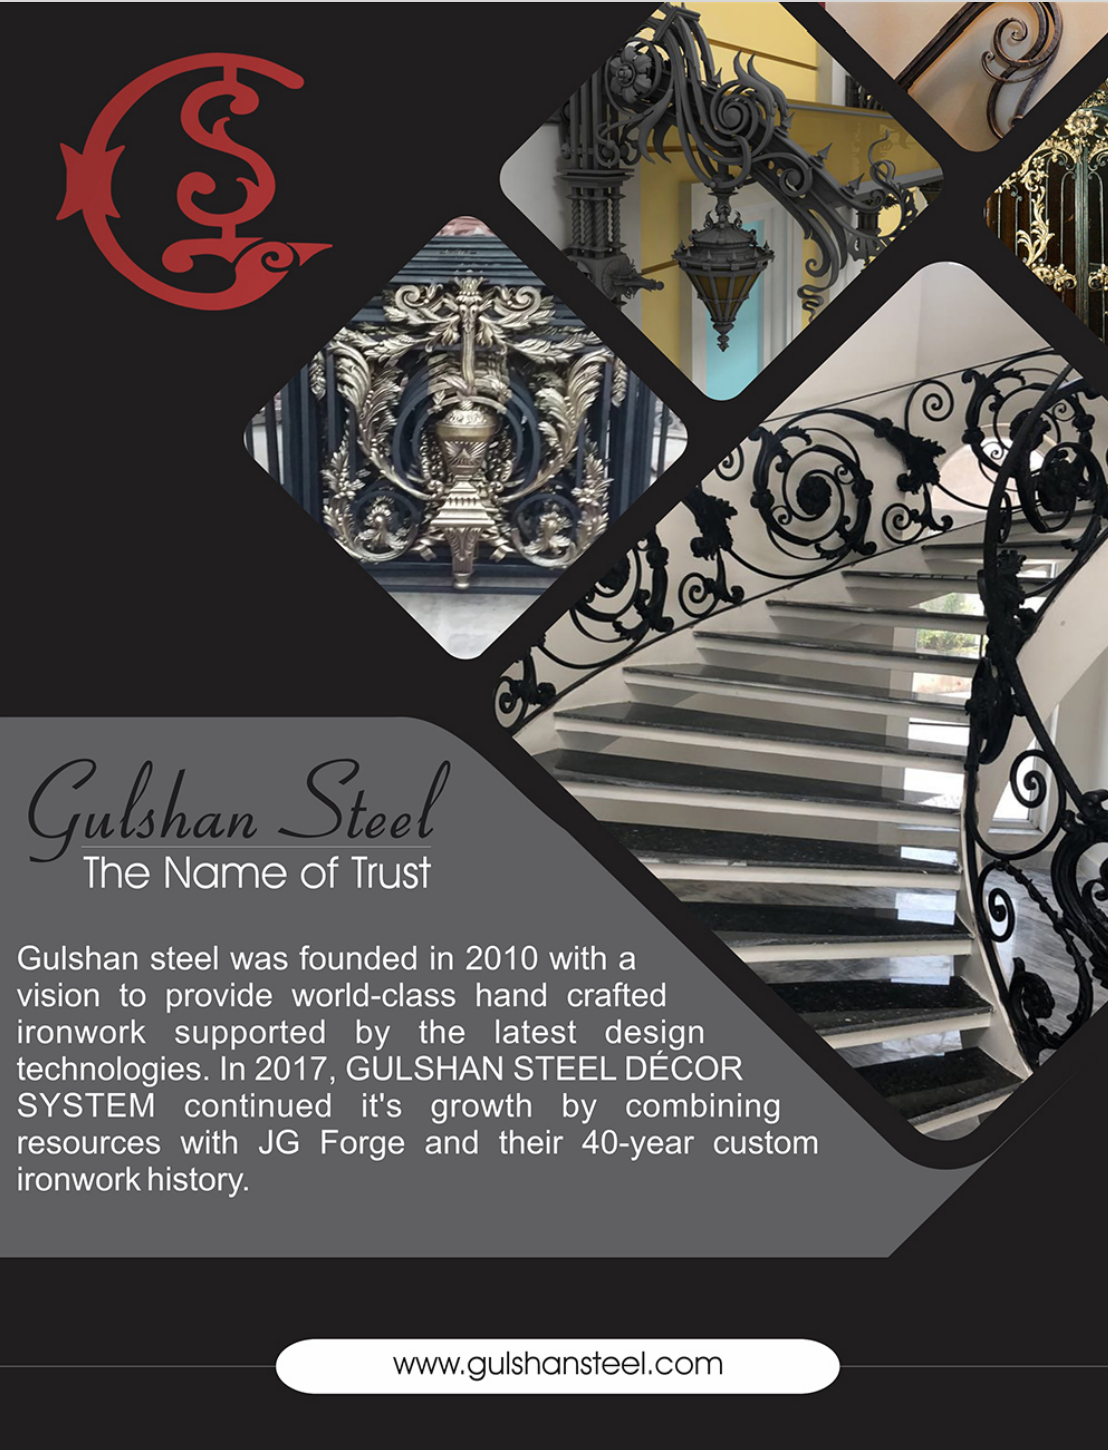 Gulshan Steel
The Name of Trust
Gulshan steel was founded in 2010 with a
vision to provide world-class hand crafted
ironwork supported by the latest design
technologies. In 2017, GULSHAN STEEL DÉCOR
SYSTEM continued it's growth by combining
resources with JG Forge and their 40-year custom
ironwork history.
www.gulshansteel.com